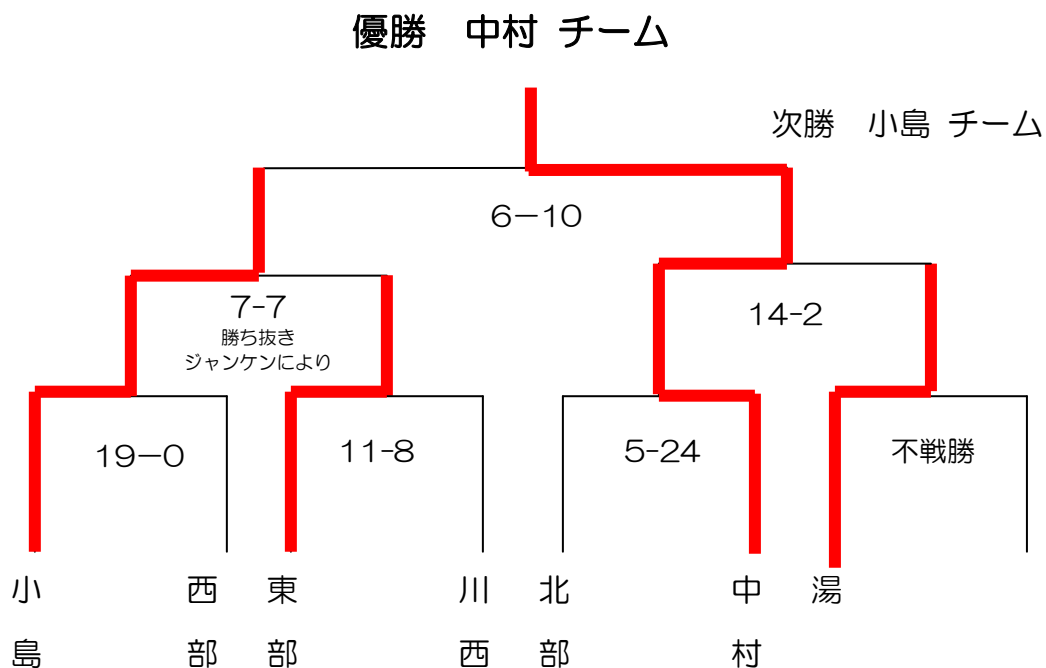 優勝　中村 チーム
次勝　小島 チーム
6－10
7-7
勝ち抜き
ジャンケンにより
14-2
19－0
11-8
5-24
不戦勝
小島
西部
東部
川西
北部
中村
湯